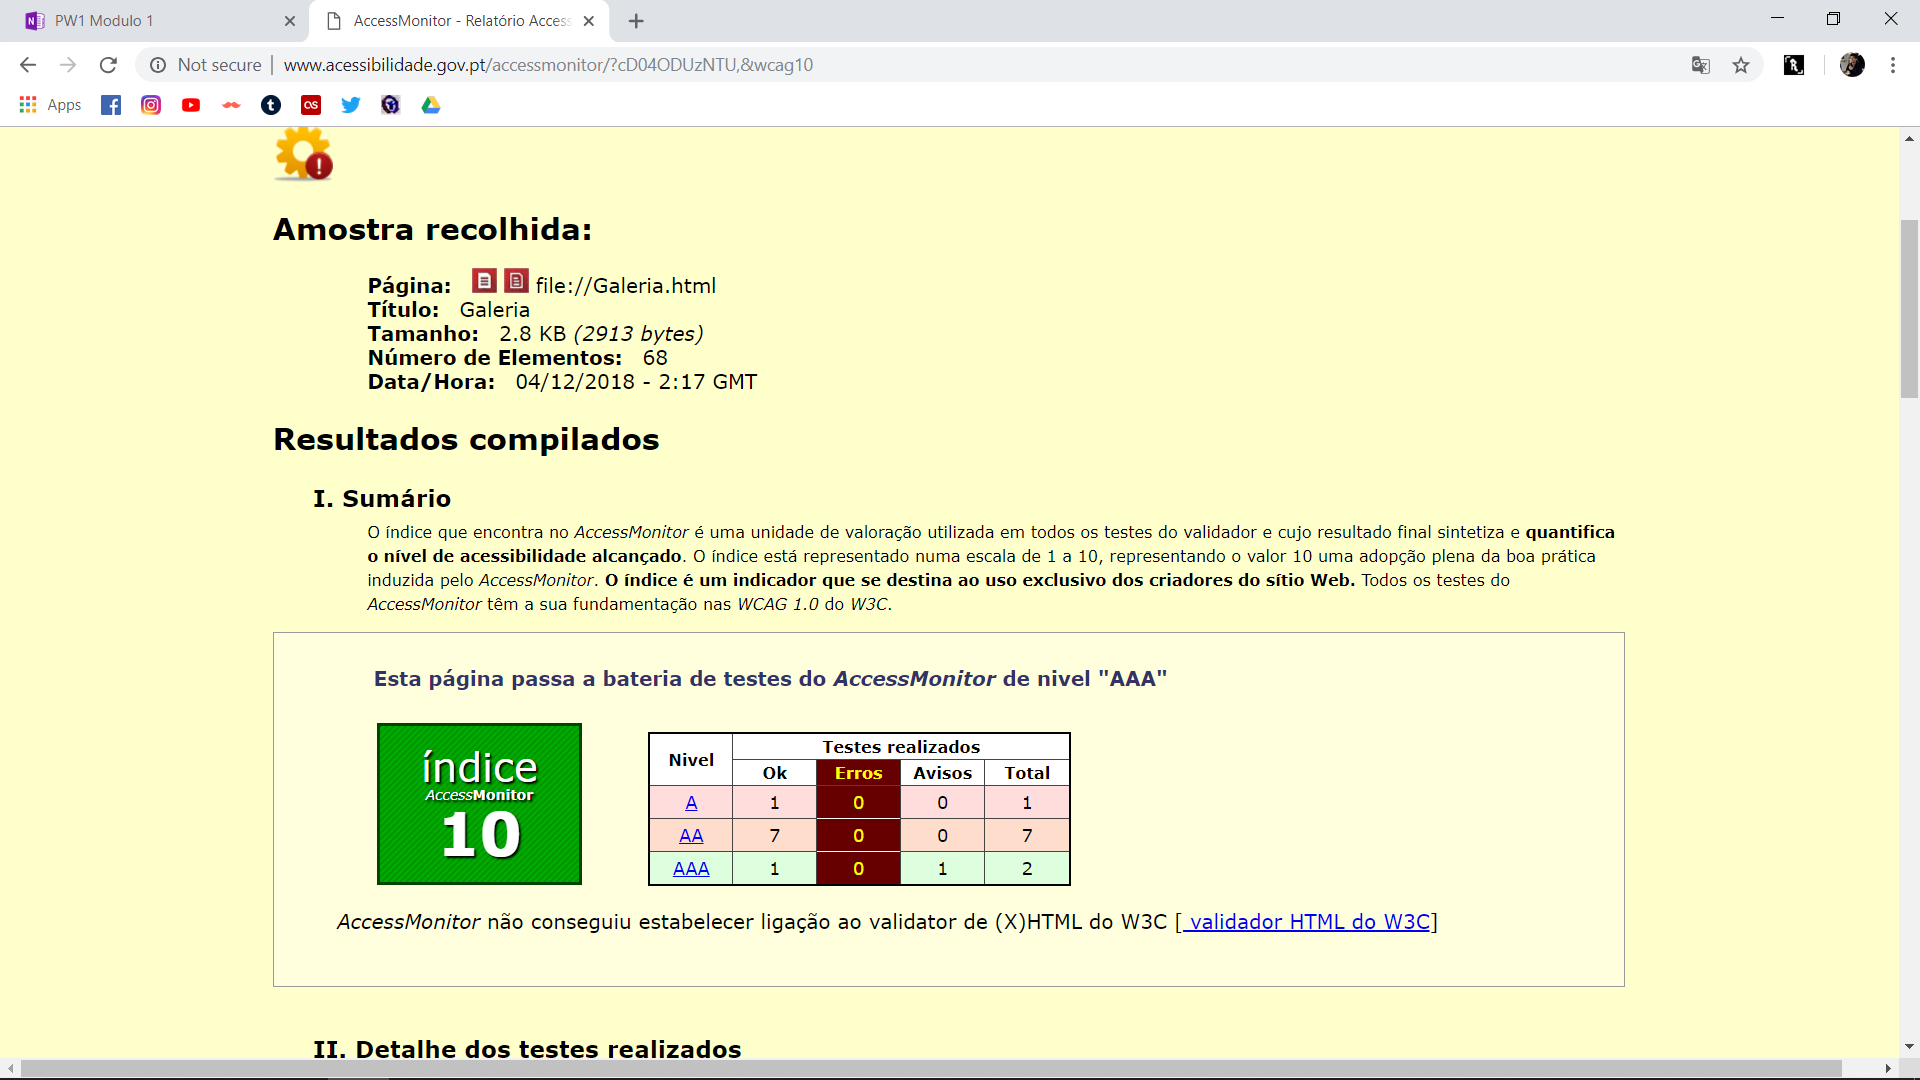 PW1 Modulo 1
AccessMonitor - Relatório Access
Not secure | www.acessibilidade.gov.pt/accessmonitor/?cD04ODUzNTU,&wcag10
Apps
Amostra recolhida:
Página: file://Galeria.html
Título: Galeria
Tamanho: 2.8 KB (2913 bytes)
Número de Elementos: 68
Data/Hora: 04/12/2018 - 2:17 GMT
Resultados compilados
I. Sumário
O índice que encontra no AccessMonitor é uma unidade de valoração utilizada em todos os testes do validador e cujo resultado final sintetiza e quantifica
o nível de acessibilidade alcançado. O índice está representado numa escala de 1 a 10, representando o valor 10 uma adopção plena da boa prática
induzida pelo AccessMonitor. O índice é um indicador que se destina ao uso exclusivo dos criadores do sítio Web. Todos os testes do
AccessMonitor têm a sua fundamentação nas WCAG 1.0 do W3C.
Esta página passa a bateria de testes do AccessMonitor de nivel "AAA"
índice
AccessMonitor
10
Nivel Testes realizados
Ok Erros Avisos Total
A 1 0 0 1
AA 7 0 0 7
AAA 1 0 1 2
AccessMonitor não conseguiu estabelecer ligação ao validator de (X)HTML do W3C [ validador HTML do W3C]
II. Detalhe dos testes realizados